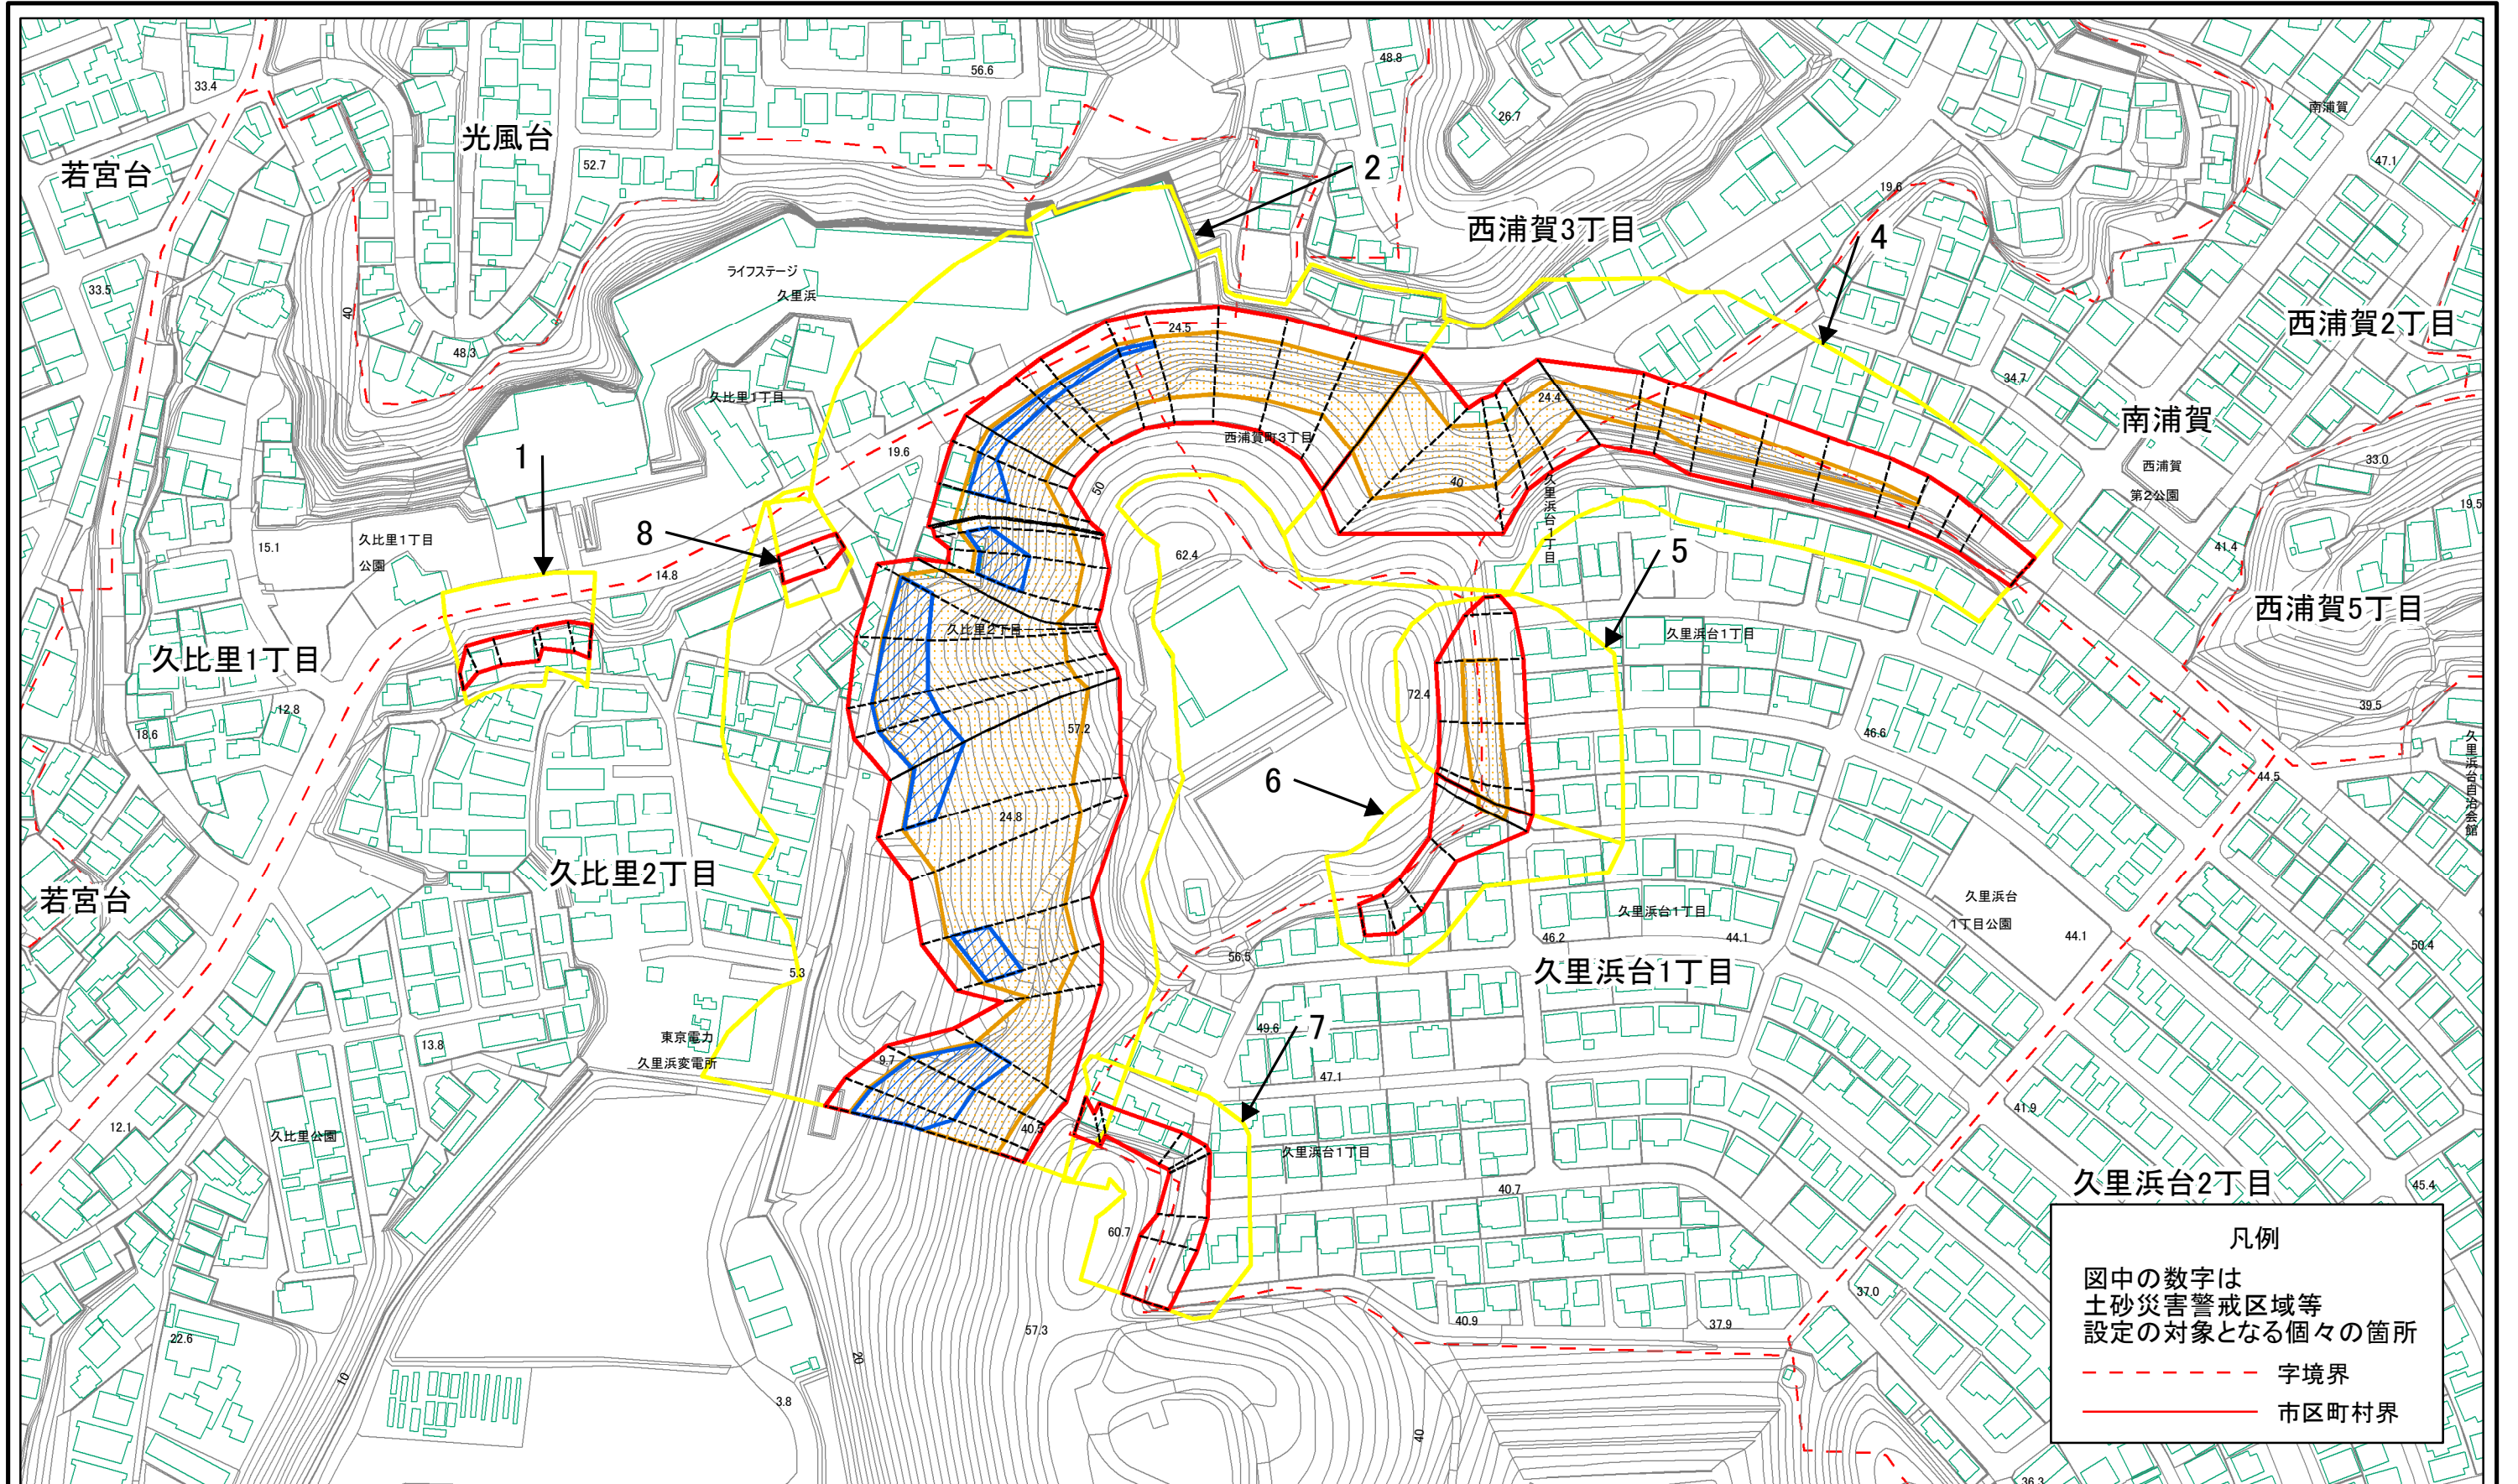 33.4
56.6
48.8
26.7
南浦賀
47.1
光風台
若宮台
52.7
2
19.6
西浦賀3丁目
4
ライフステージ
久里浜
33.5
40
48.3
24.5
西浦賀2丁目
34.7
24.4
久比里1丁目
南浦賀
西浦賀町3丁目
19.6
1
西浦賀
第2公園
33.0
19.5
50
40
久里浜台1丁目
8
15.1
久比里1丁目
公園
62.4
5
41.4
14.8
西浦賀5丁目
久比里2丁目
久里浜台1丁目
久比里1丁目
12.8
18.6
72.4
57.2
39.5
46.6
久里浜台自治会館
44.5
6
24.8
久比里2丁目
若宮台
久里浜台
1丁目公園
久里浜台1丁目
46.2
44.1
44.1
50.4
56.5
5.3
久里浜台1丁目
東京電力
久里浜変電所
49.6
7
13.8
9.7
47.1
41.9
12.1
久比里公園
40.5
久里浜台1丁目
40.7
久里浜台2丁目
45.4
60.7
凡例
図中の数字は
土砂災害警戒区域等
設定の対象となる個々の箇所
字境界
市区町村界
37.0
40.9
37.9
57.3
22.6
20
10
3.8
40
36.3